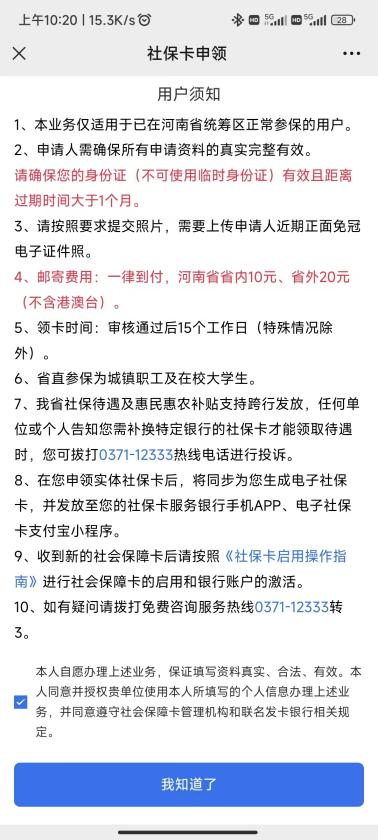 上午10:20 | 15.3K/s
HD 5G HD 5G 28
社保卡申领
用户须知
1、本业务仅适用于已在河南省统筹区正常参保的用户。
2、申请人需确保所有申请资料的真实完整有效。
请确保您的身份证（不可使用临时身份证）有效且距离
过期时间大于1个月。
3、请按照要求提交照片，需要上传申请人近期正面免冠
电子证件照。
4、邮寄费用：一律到付，河南省省内10元、省外20元
（不含港澳台）。
5、领卡时间：审核通过后15个工作日（特殊情况除
外）。
6、省直参保为城镇职工及在校大学生。
7、我省社保待遇及惠民惠农补贴支持跨行发放，任何单
位或个人告知您需补换特定银行的社保卡才能领取待遇
时，您可拔打0371-12333热线电话进行投诉。
8、在您申领实体社保卡后，将同步为您生成电子社保
卡，并发放至您的社保卡服务银行手机APP、电子社保
卡支付宝小程序。
9、收到新的社会保障卡后请按照《社保卡启用操作指
南》进行社会保障卡的启用和银行账户的激活。
10、如有疑问请拨打免费咨询服务热线0371-12333转
3。
本人自愿办理上述业务，保证填写资料真实、合法、有效。本
人同意并授权贵单位使用本人所填写的个人信息办理上述业
务，并同意遵守社会保障卡管理机构和联名发卡银行相关规
定。
我知道了